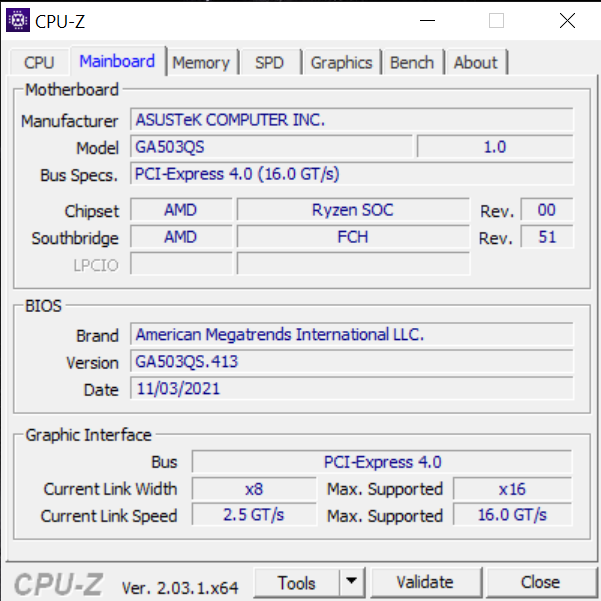 CPU-Z
CPU Mainboard Memory SPD Graphics Bench About
Motherboard
Manufacturer ASUSTeK COMPUTER INC.
Model GA503QS 1.0
Bus Specs. PCI-Express 4.0 (16.0 GT/s)
Chipset AMD Ryzen SOC Rev. 00
Southbridge AMD FCH Rev. 51
LPCIO
BIOS
Brand American Megatrends International LLC.
Version GA503QS.413
Date 11/03/2021
Graphic Interface
Bus PCI-Express 4.0
Current Link Width x8 Max. Supported x16
Current Link Speed 2.5 GT/s Max. Supported 16.0 GT/s
CPU-Z Ver. 2.03.1.x64 Tools Validate Close